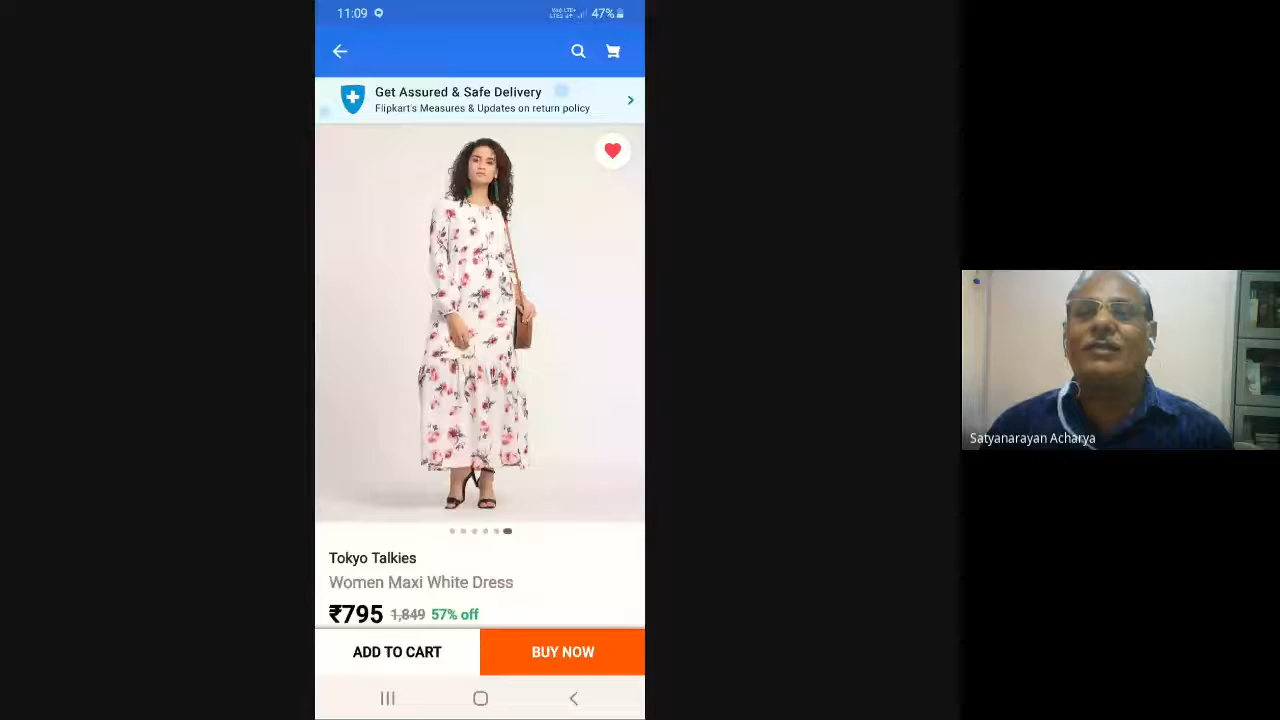 11:09
47%
Get Assured & Safe Delivery
Flipkart's Measures & Updates on return policy
Tokyo Talkies
Women Maxi White Dress
₹795 1,849 57% off
ADD TO CART
BUY NOW
Satyanarayan Acharya